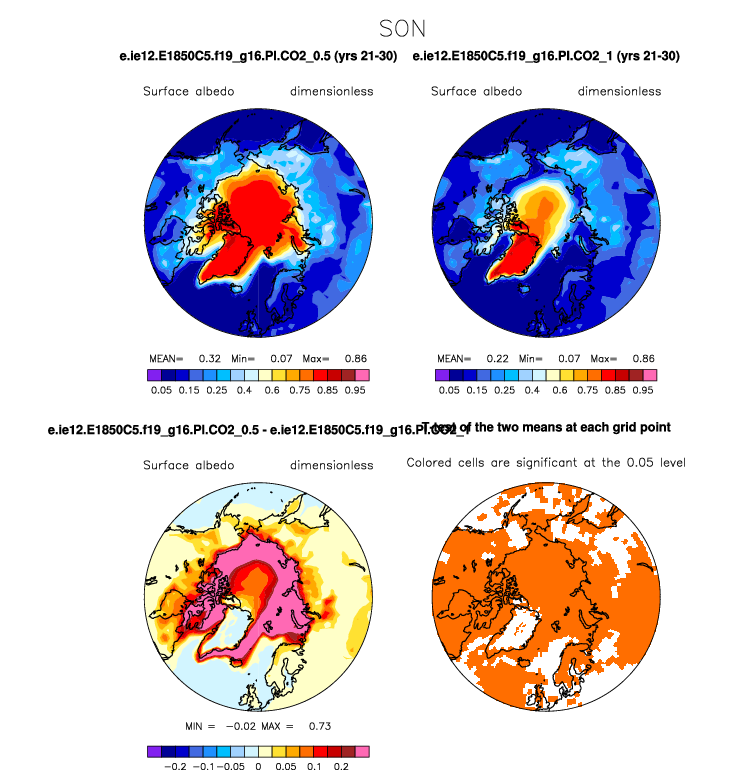 SON
e.ie12.E1850C5.f19_g16.PI.CO2_0.5 (yrs 21-30) e.ie12.E1850C5.f19_g16.PI.CO2_1 (yrs 21-30)
Surface albedo dimensionless Surface albedo dimensionless
MEAN= 0.32 Min= 0.07 Max= 0.86 MEAN= 0.22 Min= 0.07 Max= 0.86
0.05 0.15 0.25 0.4 0.6 0.75 0.85 0.95 0.05 0.15 0.25 0.4 0.6 0.75 0.85 0.95
e.ie12.E1850C5.f19_g16.PI.CO2_0.5 - e.ie12.E1850C5.f19_g16.PI.CO2_1 T-test of the two means at each grid point
Surface albedo dimensionless Colored cells are significant at the 0.05 level
MIN = -0.02 MAX = 0.73
-0.2 -0.1 -0.05 0 0.05 0.1 0.2